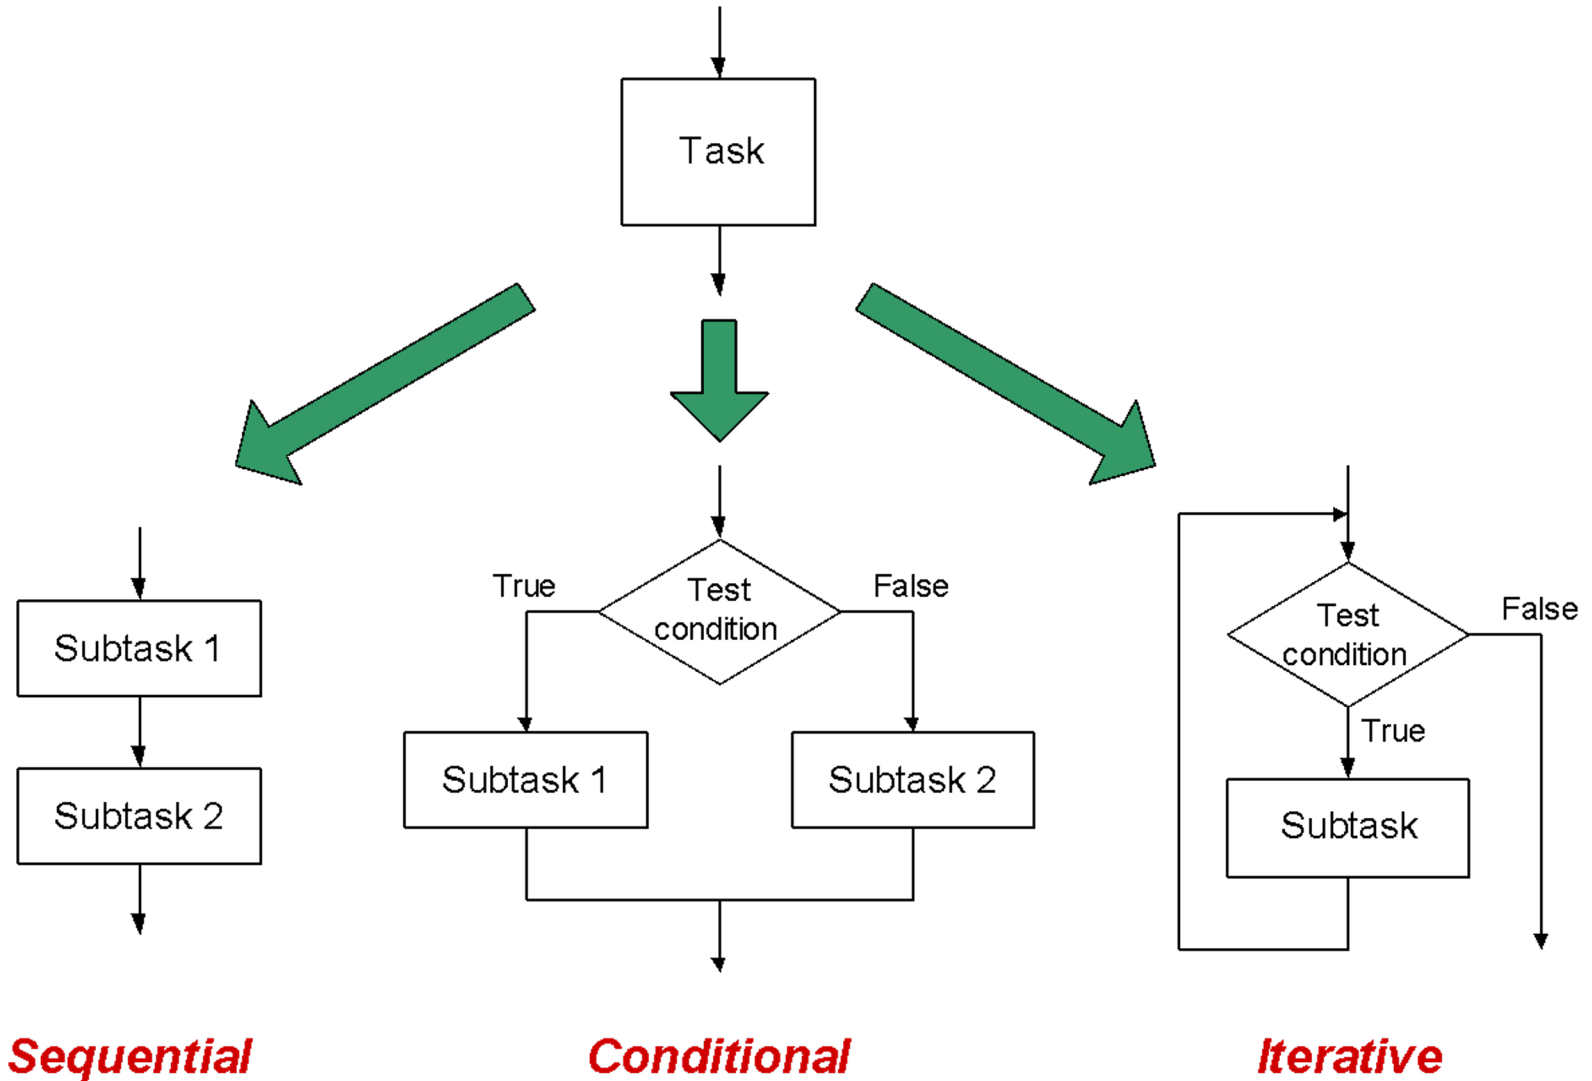 Task
Subtask 1
Subtask 2
True
False
Test
condition
Subtask 1
Subtask 2
Test
condition
False
True
Subtask
Sequential
Conditional
Iterative